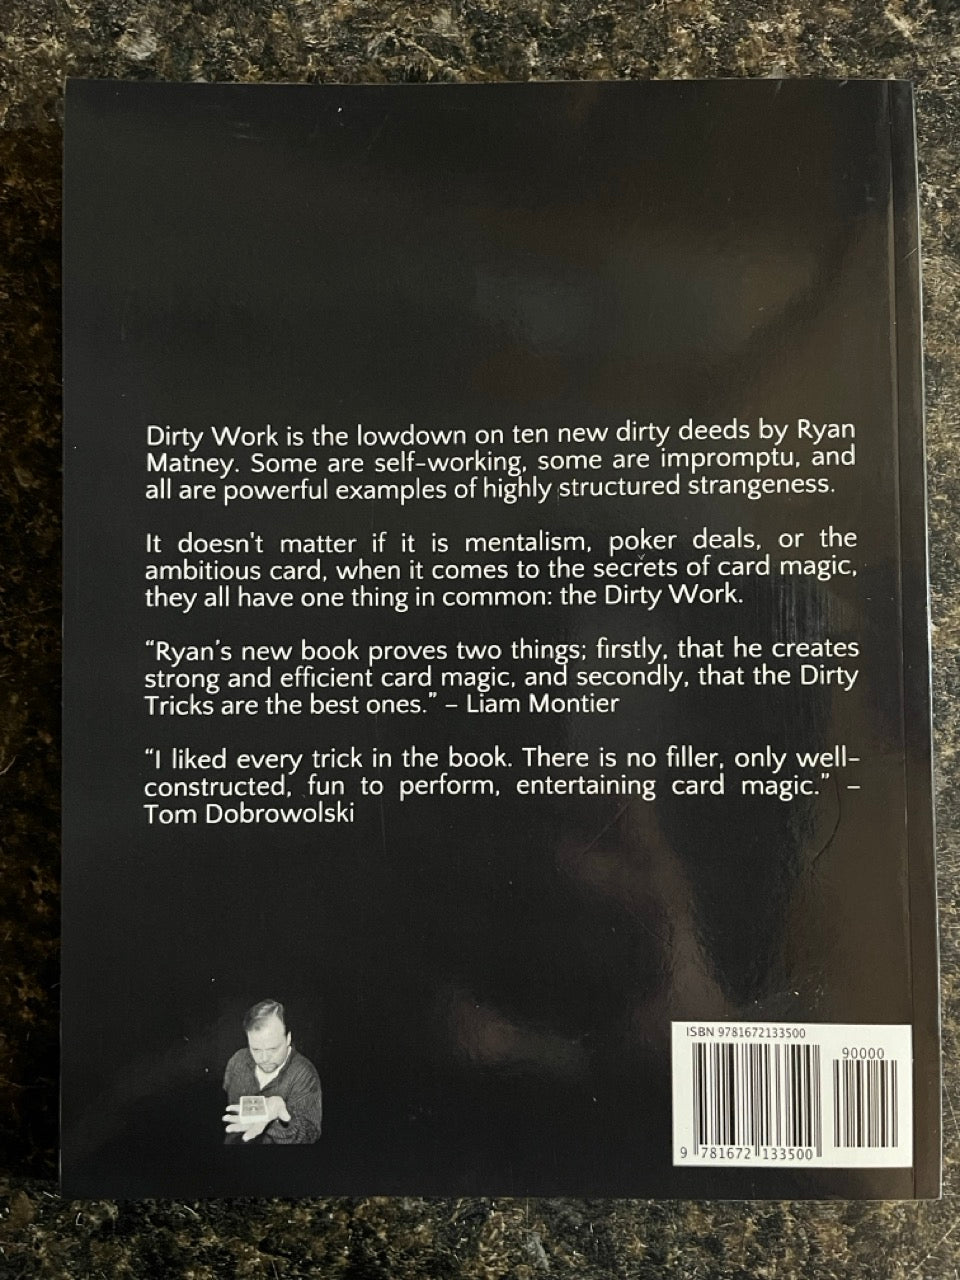 Dirty Work is the lowdown on ten new dirty deeds by Ryan
Matney. Some are self-working, some are impromptu, and
all are powerful examples of highly structured strangeness.
It doesn't matter if it is mentalism, poker deals, or the
ambitious card, when it comes to the secrets of card magic,
they all have one thing in common: the Dirty Work.
“Ryan’s new book proves two things; firstly, that he creates
strong and efficient card magic, and secondly, that the Dirty
Tricks are the best ones.” – Liam Montier
“I liked every trick in the book. There is no filler, only well-
constructed, fun to perform, entertaining card magic.” –
Tom Dobrowolski
ISBN 9781672133500
90000
9 781672 133500